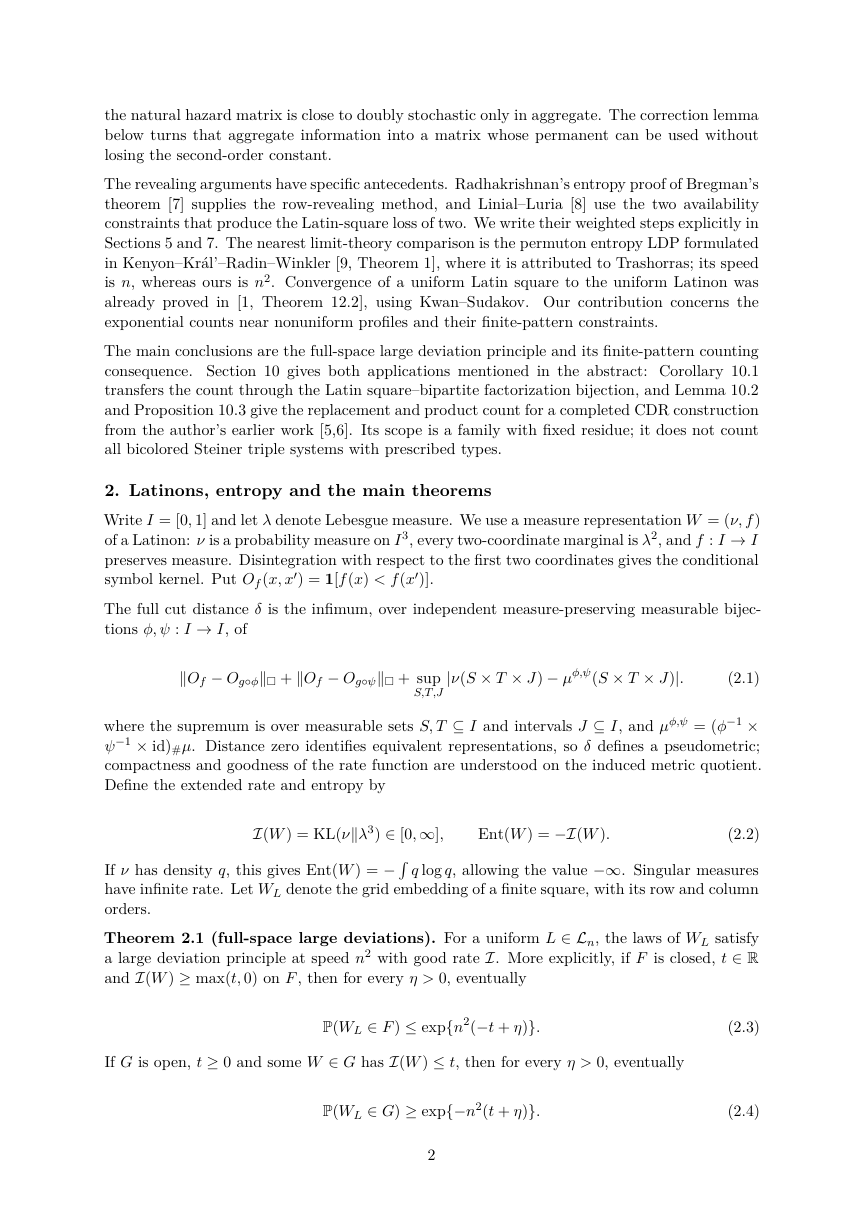 the natural hazard matrix is close to doubly stochastic only in aggregate. The correction lemma
below turns that aggregate information into a matrix whose permanent can be used without
losing the second-order constant.
The revealing arguments have specific antecedents. Radhakrishnan's entropy proof of Bregman's
theorem [7] supplies the row-revealing method, and Linial–Luria [8] use the two availability
constraints that produce the Latin-square loss of two. We write their weighted steps explicitly in
Sections 5 and 7. The nearest limit-theory comparison is the permuton entropy LDP formulated
in Kenyon–Král'–Radin–Winkler [9, Theorem 1], where it is attributed to Trashorras; its speed
is n, whereas ours is n². Convergence of a uniform Latin square to the uniform Latinon was
already proved in [1, Theorem 12.2], using Kwan–Sudakov. Our contribution concerns the
exponential counts near nonuniform profiles and their finite-pattern constraints.
The main conclusions are the full-space large deviation principle and its finite-pattern counting
consequence. Section 10 gives both applications mentioned in the abstract: Corollary 10.1
transfers the count through the Latin square–bipartite factorization bijection, and Lemma 10.2
and Proposition 10.3 give the replacement and product count for a completed CDR construction
from the author's earlier work [5,6]. Its scope is a family with fixed residue; it does not count
all bicolored Steiner triple systems with prescribed types.
2. Latinons, entropy and the main theorems
Write I = [0, 1] and let λ denote Lebesgue measure. We use a measure representation W = (ν, f)
of a Latinon: ν is a probability measure on I³, every two-coordinate marginal is λ², and f : I → I
preserves measure. Disintegration with respect to the first two coordinates gives the conditional
symbol kernel. Put O_f(x, x′) = 𝟏[f(x) < f(x′)].
The full cut distance δ is the infimum, over independent measure-preserving measurable bijec-
tions ϕ, ψ : I → I, of
‖O_f − O_{g∘ϕ}‖_□ + ‖O_f − O_{g∘ψ}‖_□ + sup_{S,T,J} |ν(S × T × J) − μ^{ϕ,ψ}(S × T × J)|. (2.1)
where the supremum is over measurable sets S, T ⊆ I and intervals J ⊆ I, and μ^{ϕ,ψ} = (ϕ⁻¹ ×
ψ⁻¹ × id)_#μ. Distance zero identifies equivalent representations, so δ defines a pseudometric;
compactness and goodness of the rate function are understood on the induced metric quotient.
Define the extended rate and entropy by
ℐ(W) = KL(ν‖λ³) ∈ [0, ∞], Ent(W) = −ℐ(W). (2.2)
If ν has density q, this gives Ent(W) = − ∫ q log q, allowing the value −∞. Singular measures
have infinite rate. Let W_L denote the grid embedding of a finite square, with its row and column
orders.
Theorem 2.1 (full-space large deviations). For a uniform L ∈ ℒ_n, the laws of W_L satisfy
a large deviation principle at speed n² with good rate ℐ. More explicitly, if F is closed, t ∈ ℝ
and ℐ(W) ≥ max(t, 0) on F, then for every η > 0, eventually
ℙ(W_L ∈ F) ≤ exp{n²(−t + η)}. (2.3)
If G is open, t ≥ 0 and some W ∈ G has ℐ(W) ≤ t, then for every η > 0, eventually
ℙ(W_L ∈ G) ≥ exp{−n²(t + η)}. (2.4)
2